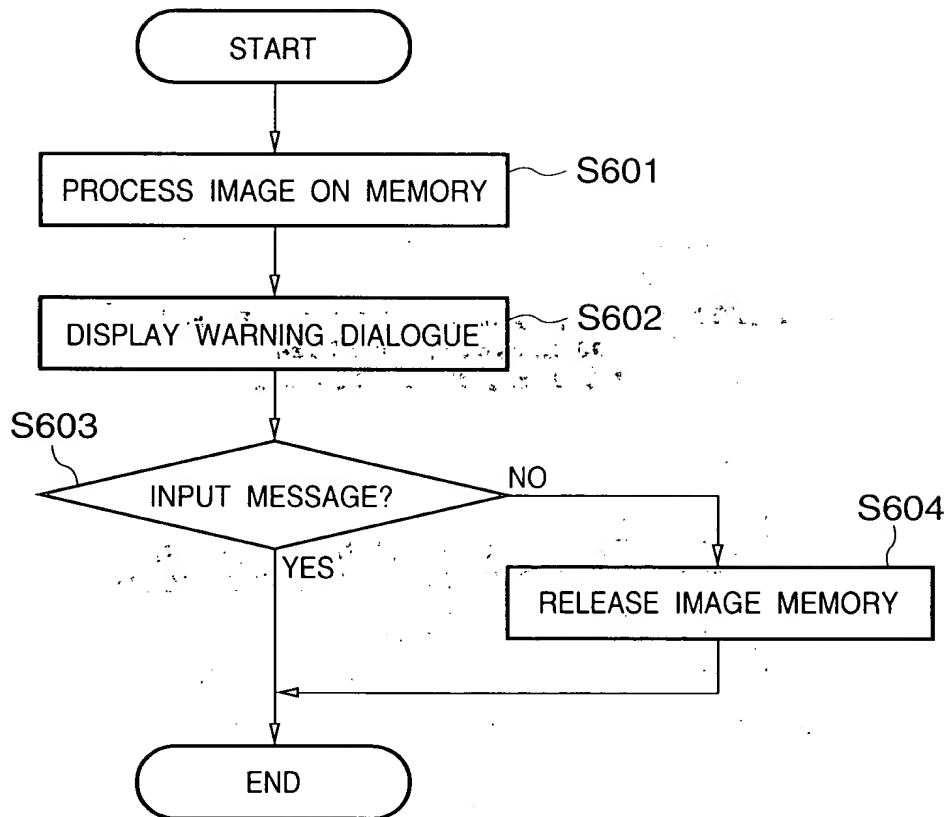 START
PROCESS IMAGE ON MEMORY
S601
DISPLAY WARNING DIALOGUE
S602
S603
INPUT MESSAGE?
NO
YES
S604
RELEASE IMAGE MEMORY
END